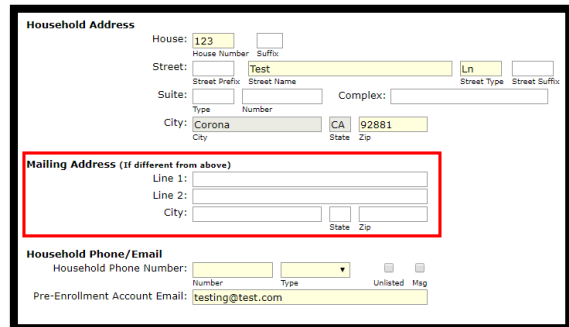 Household Address
House: 123
House Number Suffix
Street: Test Ln
Street Prefix Street Name Street Type Street Suffix
Suite: Complex:
Type Number
City: Corona CA 92881
City State Zip
Mailing Address (If different from above)
Line 1:
Line 2:
City:
State Zip
Household Phone/Email
Household Phone Number:
Number Type Unlisted Msg
Pre-Enrollment Account Email: testing@test.com